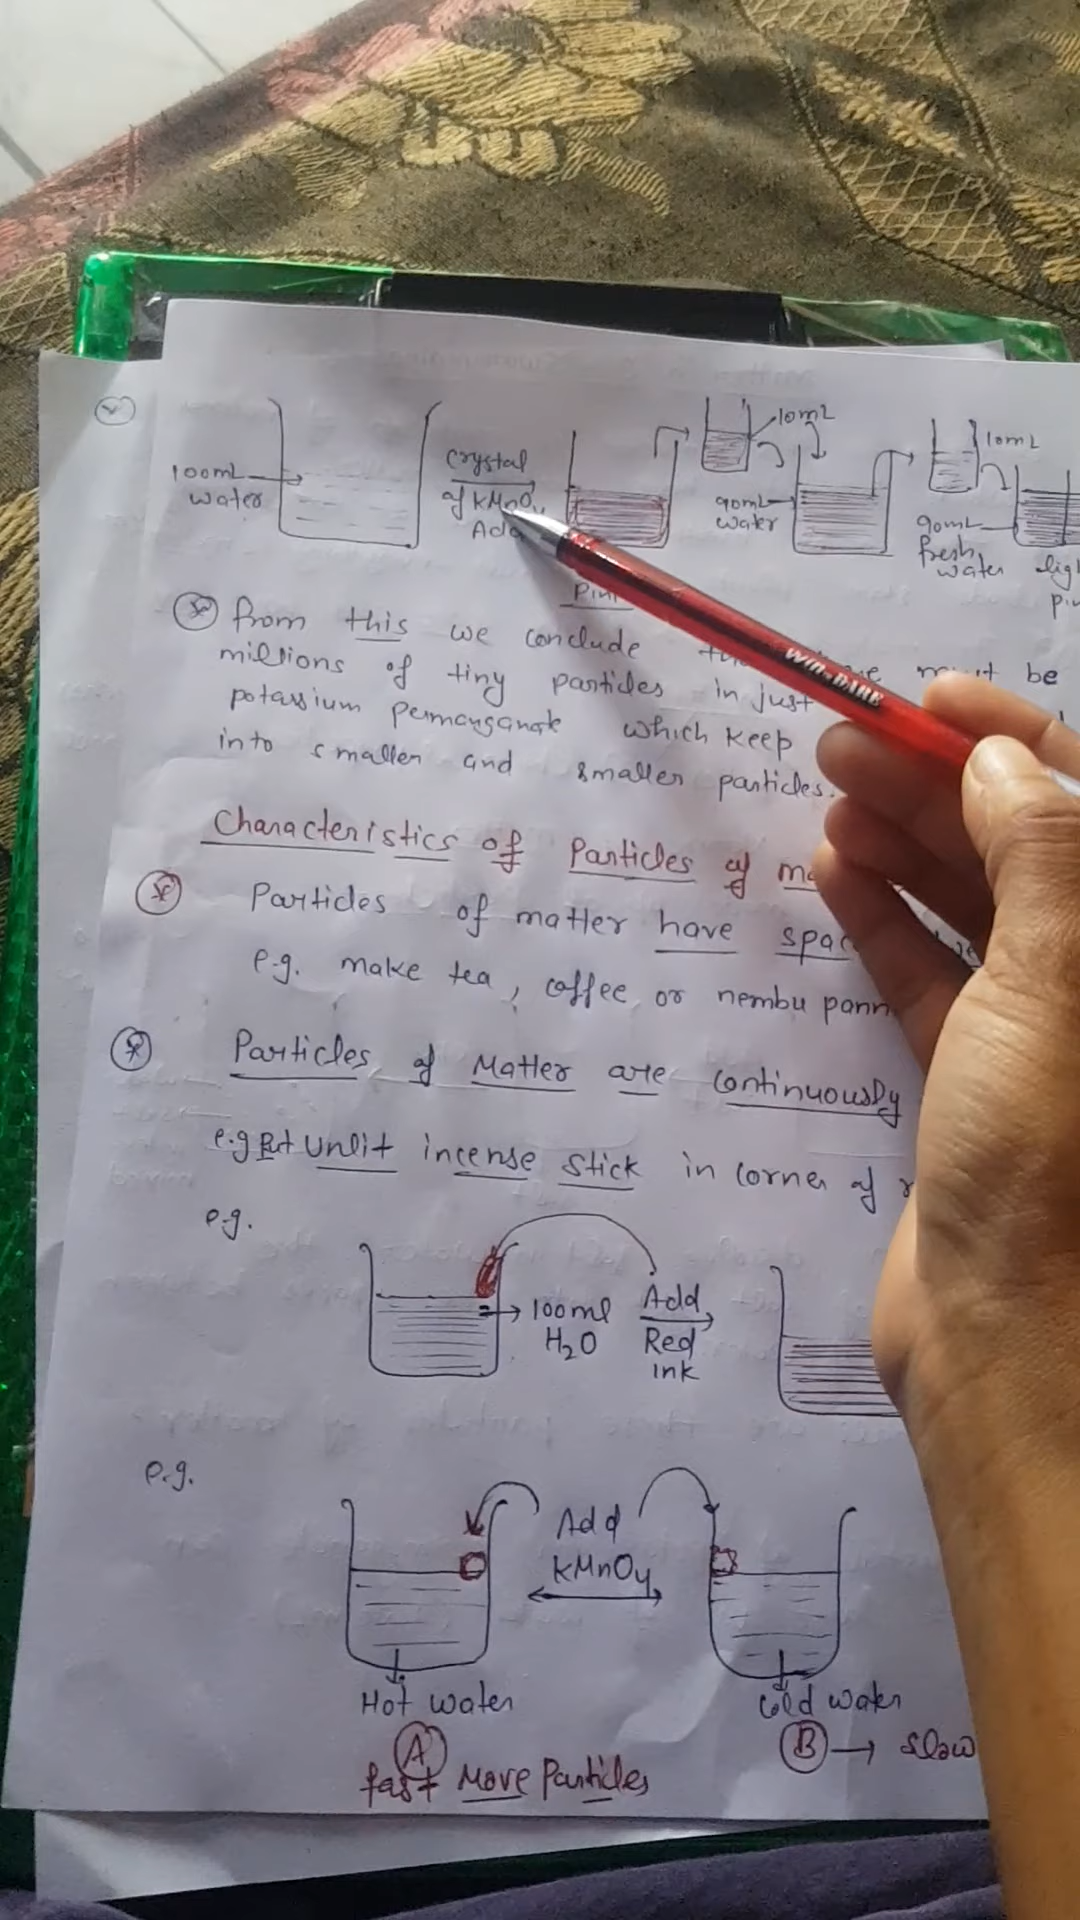 100mL
water
Crystal
of KMnO4
Add
10mL
90mL
water
10mL
90mL
fresh
water
from this we conclude
be
millions of tiny particles in just
potassium permanganate which keep
into smaller and smaller particles.
Characteristics of Particles of
Particles of matter have
e.g. make tea, coffee, or nembu
Particles of Matter are continuously
e.g Put Unlit incense stick in corner of
e.g.
100ml
H2O
Add
Red
ink
e.g.
Add
KMnO4
Hot water
Cold water
A
B → slow
fast Move Particles
WIN-DARE